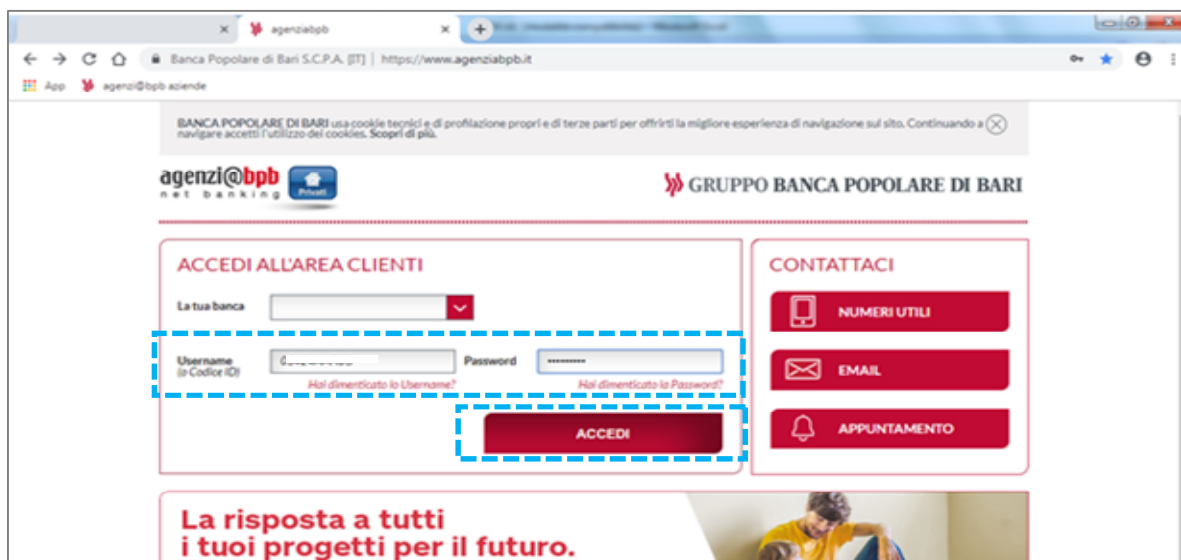 agenziabpb
Banca Popolare di Bari S.C.P.A. [IT] | https://www.agenziabpb.it
App agenzi@bpb aziende
BANCA POPOLARE DI BARI usa cookie tecnici e di profilazione propri e di terze parti per offrirti la migliore esperienza di navigazione sul sito. Continuando a
navigare accetti l'utilizzo dei cookies. Scopri di più.
agenzi@bpb
net banking
Privati
GRUPPO BANCA POPOLARE DI BARI
ACCEDI ALL'AREA CLIENTI
La tua banca
Username
(o Codice ID)
Password
Hai dimenticato lo Username?
Hai dimenticato la Password?
ACCEDI
CONTATTACI
NUMERI UTILI
EMAIL
APPUNTAMENTO
La risposta a tutti
i tuoi progetti per il futuro.